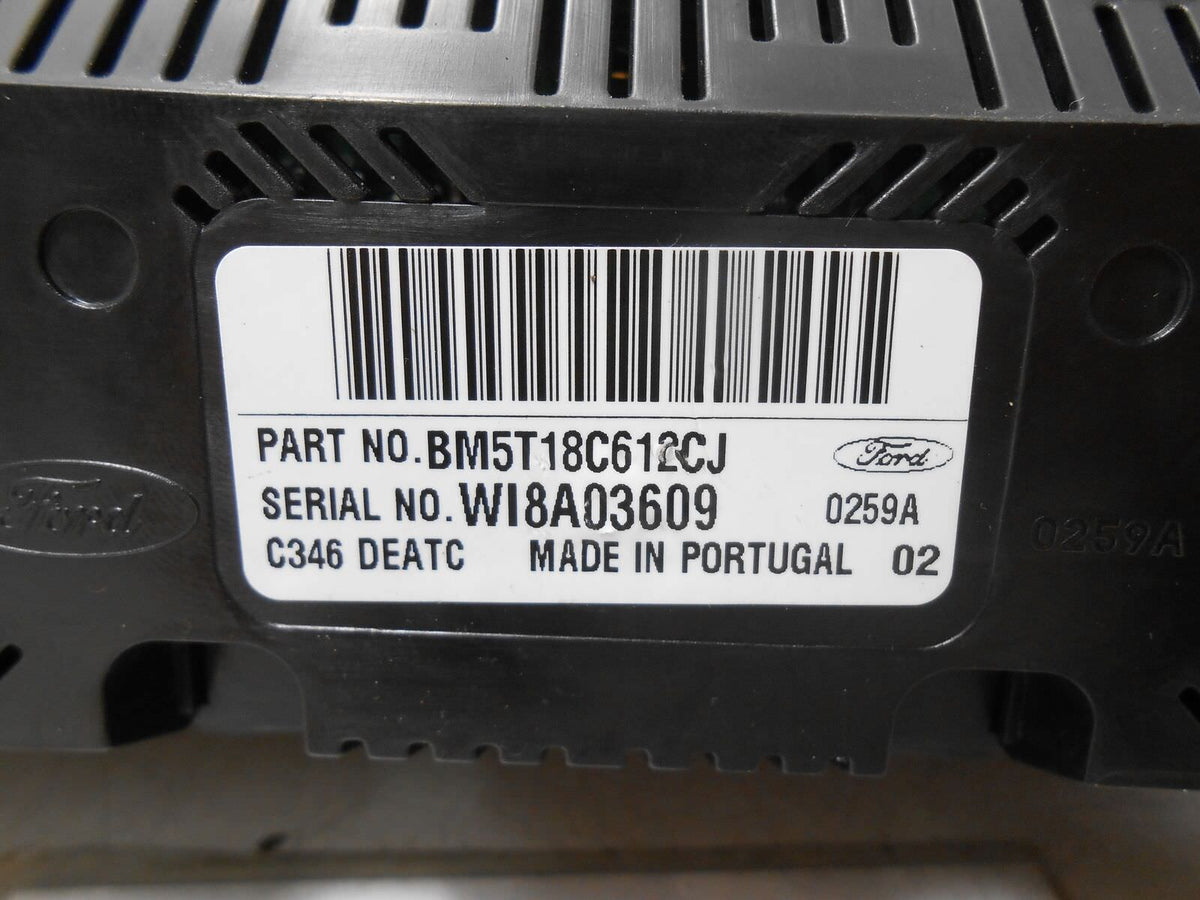 PART NO.BM5T18C612CJ
Ford
SERIAL NO.WI8A03609
0259A
C346 DEATC MADE IN PORTUGAL 02
Ford
0259A